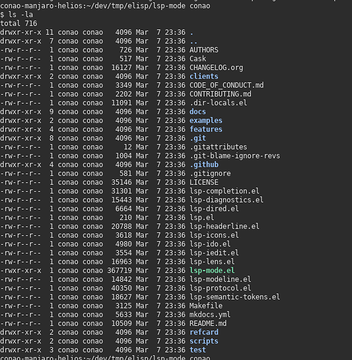 conao-manjaro-helios:~/dev/tmp/elisp/lsp-mode conao
$ ls -la
total 716
drwxr-xr-x 11 conao conao   4096 Mar  7 23:36 .
drwxr-xr-x  7 conao conao   4096 Mar  7 23:36 ..
-rw-r--r--  1 conao conao    726 Mar  7 23:36 AUTHORS
-rw-r--r--  1 conao conao    517 Mar  7 23:36 Cask
-rw-r--r--  1 conao conao  16127 Mar  7 23:36 CHANGELOG.org
drwxr-xr-x  2 conao conao   4096 Mar  7 23:36 clients
-rw-r--r--  1 conao conao   3349 Mar  7 23:36 CODE_OF_CONDUCT.md
-rw-r--r--  1 conao conao   2202 Mar  7 23:36 CONTRIBUTING.md
-rw-r--r--  1 conao conao  11091 Mar  7 23:36 .dir-locals.el
drwxr-xr-x  9 conao conao   4096 Mar  7 23:36 docs
drwxr-xr-x  2 conao conao   4096 Mar  7 23:36 examples
drwxr-xr-x  4 conao conao   4096 Mar  7 23:36 features
drwxr-xr-x  8 conao conao   4096 Mar  7 23:36 .git
-rw-r--r--  1 conao conao     12 Mar  7 23:36 .gitattributes
-rw-r--r--  1 conao conao   1004 Mar  7 23:36 .git-blame-ignore-revs
drwxr-xr-x  4 conao conao   4096 Mar  7 23:36 .github
-rw-r--r--  1 conao conao    581 Mar  7 23:36 .gitignore
-rw-r--r--  1 conao conao  35146 Mar  7 23:36 LICENSE
-rw-r--r--  1 conao conao  31301 Mar  7 23:36 lsp-completion.el
-rw-r--r--  1 conao conao  15443 Mar  7 23:36 lsp-diagnostics.el
-rw-r--r--  1 conao conao   6664 Mar  7 23:36 lsp-dired.el
-rw-r--r--  1 conao conao    210 Mar  7 23:36 lsp.el
-rw-r--r--  1 conao conao  20788 Mar  7 23:36 lsp-headerline.el
-rw-r--r--  1 conao conao   3618 Mar  7 23:36 lsp-icons.el
-rw-r--r--  1 conao conao   4980 Mar  7 23:36 lsp-ido.el
-rw-r--r--  1 conao conao   3554 Mar  7 23:36 lsp-iedit.el
-rw-r--r--  1 conao conao  16963 Mar  7 23:36 lsp-lens.el
-rwxr-xr-x  1 conao conao 367719 Mar  7 23:36 lsp-mode.el
-rw-r--r--  1 conao conao  14842 Mar  7 23:36 lsp-modeline.el
-rw-r--r--  1 conao conao  40350 Mar  7 23:36 lsp-protocol.el
-rw-r--r--  1 conao conao  18627 Mar  7 23:36 lsp-semantic-tokens.el
-rw-r--r--  1 conao conao   3125 Mar  7 23:36 Makefile
-rw-r--r--  1 conao conao   5633 Mar  7 23:36 mkdocs.yml
-rw-r--r--  1 conao conao  10509 Mar  7 23:36 README.md
drwxr-xr-x  2 conao conao   4096 Mar  7 23:36 refcard
drwxr-xr-x  2 conao conao   4096 Mar  7 23:36 scripts
drwxr-xr-x  3 conao conao   4096 Mar  7 23:36 test
conao-manjaro-helios:~/dev/tmp/elisp/lsp-mode conao